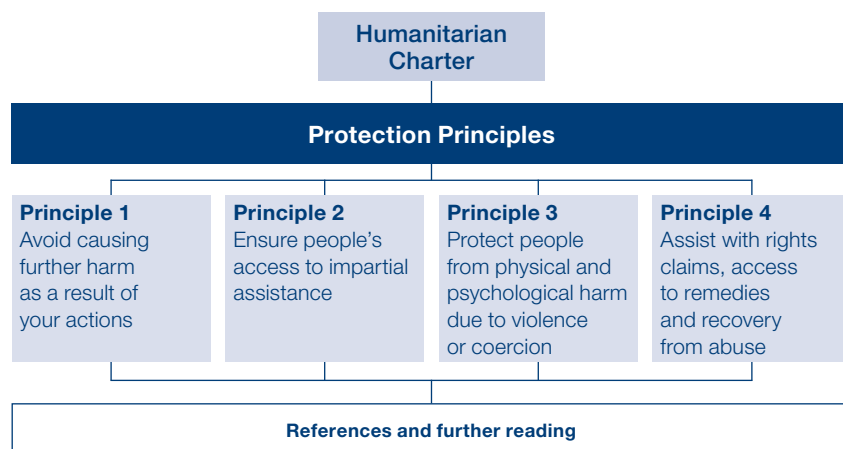 Humanitarian
Charter
Protection Principles
Principle 1
Avoid causing
further harm
as a result of
your actions
Principle 2
Ensure people’s
access to impartial
assistance
Principle 3
Protect people
from physical and
psychological harm
due to violence
or coercion
Principle 4
Assist with rights
claims, access
to remedies
and recovery
from abuse
References and further reading